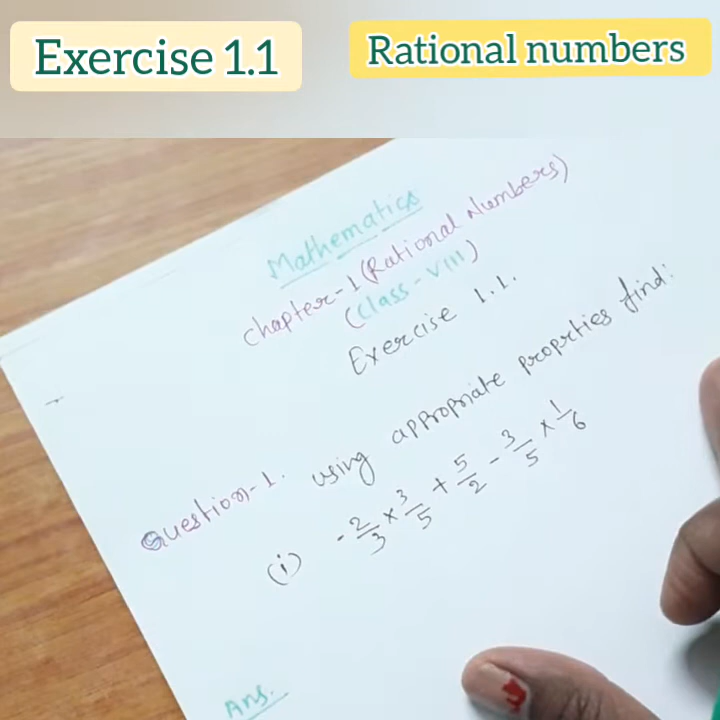 Exercise 1.1
Rational numbers
Mathematics
Chapter-1 (Rational Numbers)
(Class-VIII)
Exercise 1.1.
Question-1. using appropriate proprties find:
(i) -2/3 × 3/5 + 5/2 - 3/5 × 1/6
Ans.